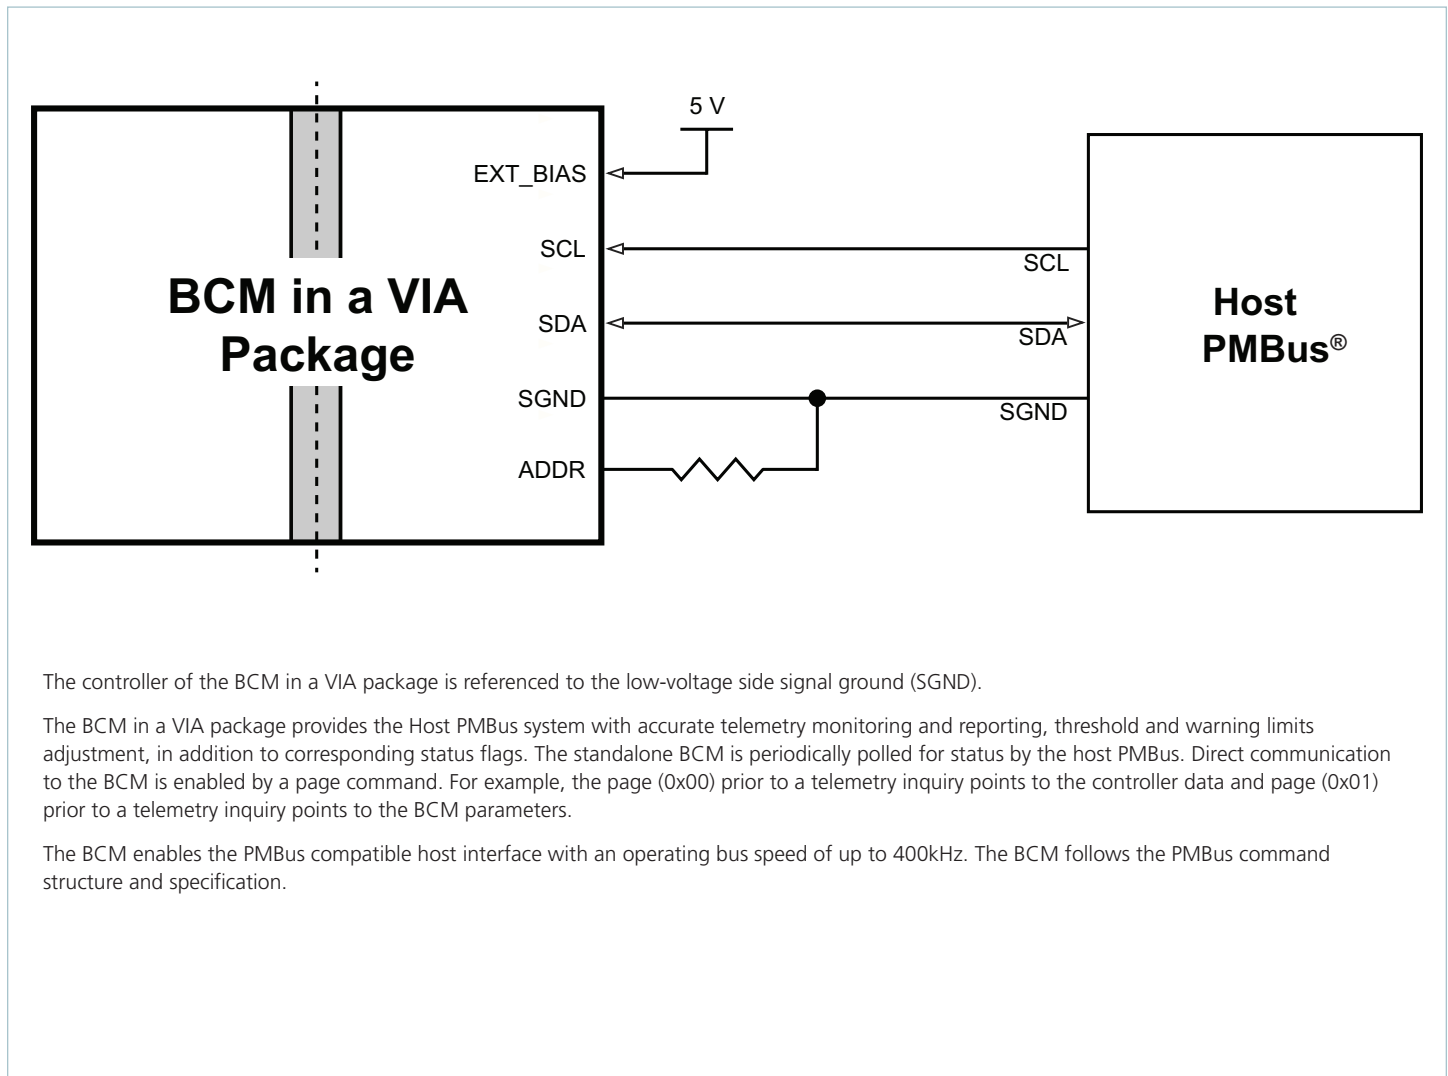 5 V
EXT_BIAS
SCL
SCL
BCM in a VIA
Package
SDA
SDA
Host
PMBus®
SGND
SGND
ADDR
The controller of the BCM in a VIA package is referenced to the low-voltage side signal ground (SGND).
The BCM in a VIA package provides the Host PMBus system with accurate telemetry monitoring and reporting, threshold and warning limits
adjustment, in addition to corresponding status flags. The standalone BCM is periodically polled for status by the host PMBus. Direct communication
to the BCM is enabled by a page command. For example, the page (0x00) prior to a telemetry inquiry points to the controller data and page (0x01)
prior to a telemetry inquiry points to the BCM parameters.
The BCM enables the PMBus compatible host interface with an operating bus speed of up to 400kHz. The BCM follows the PMBus command
structure and specification.